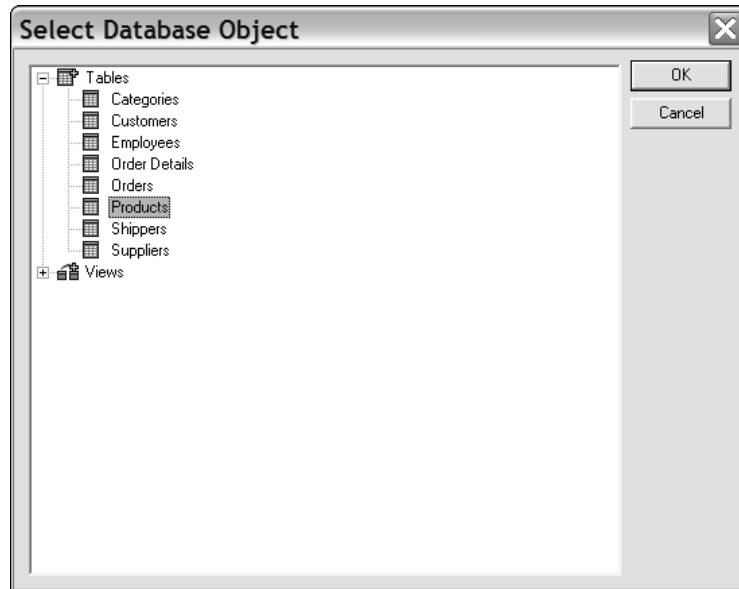 Select Database Object
Tables
Categories
Customers
Employees
Order Details
Orders
Products
Shippers
Suppliers
Views
OK
Cancel